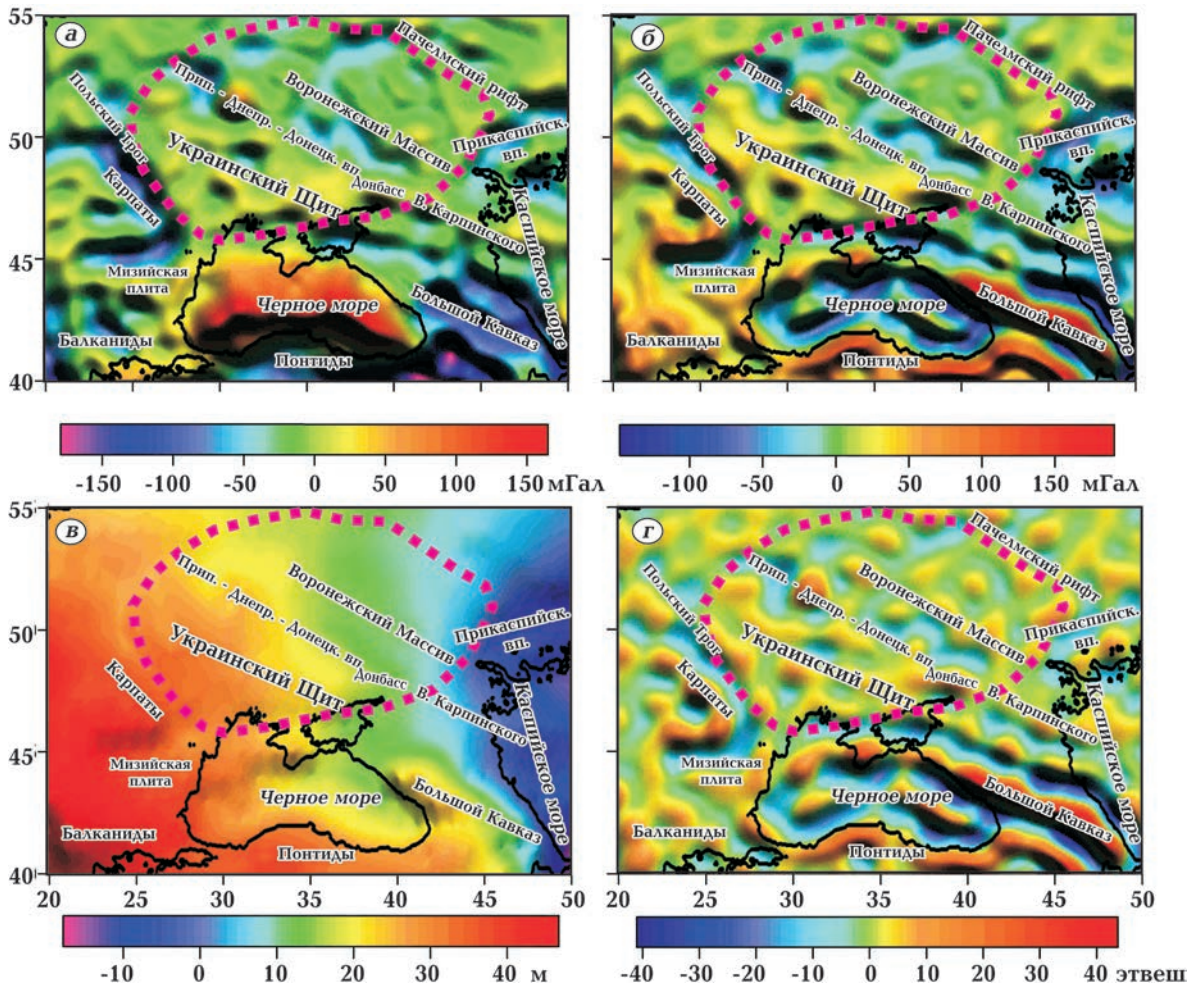 а
55
50
45
40
Польский Трог
Карпаты
Прип. - Днепр. - Донецк. вп.
Украинский Щит
Воронежский Массив
Пачелмский рифт
Прикаспийск.
вп.
Донбасс
В. Карпинского
Мизийская
плита
Балканиды
Черное море
Понтиды
Большой Кавказ
Каспийское море
-150 -100 -50 0 50 100 150 мГал
б
Польский Трог
Карпаты
Прип. - Днепр. - Донецк. вп.
Украинский Щит
Воронежский Массив
Пачелмский рифт
Прикаспийск.
вп.
Донбасс
В. Карпинского
Мизийская
плита
Балканиды
Черное море
Понтиды
Большой Кавказ
Каспийское море
-100 -50 0 50 100 150 мГал
в
55
50
45
40
Карпаты
Прип. - Днепр. - Донецк. вп.
Украинский Щит
Воронежский Массив
Прикаспийск.
вп.
Донбасс
В. Карпинского
Мизийская
плита
Балканиды
Черное море
Понтиды
Большой Кавказ
Каспийское море
20 25 30 35 40 45 50
-10 0 10 20 30 40 м
г
Польский Трог
Карпаты
Прип. - Днепр. - Донецк. вп.
Украинский Щит
Воронежский Массив
Пачелмский рифт
Прикаспийск.
вп.
Донбасс
В. Карпинского
Мизийская
плита
Балканиды
Черное море
Понтиды
Большой Кавказ
Каспийское море
20 25 30 35 40 45 50
-40 -30 -20 -10 0 10 20 30 40 этвеш